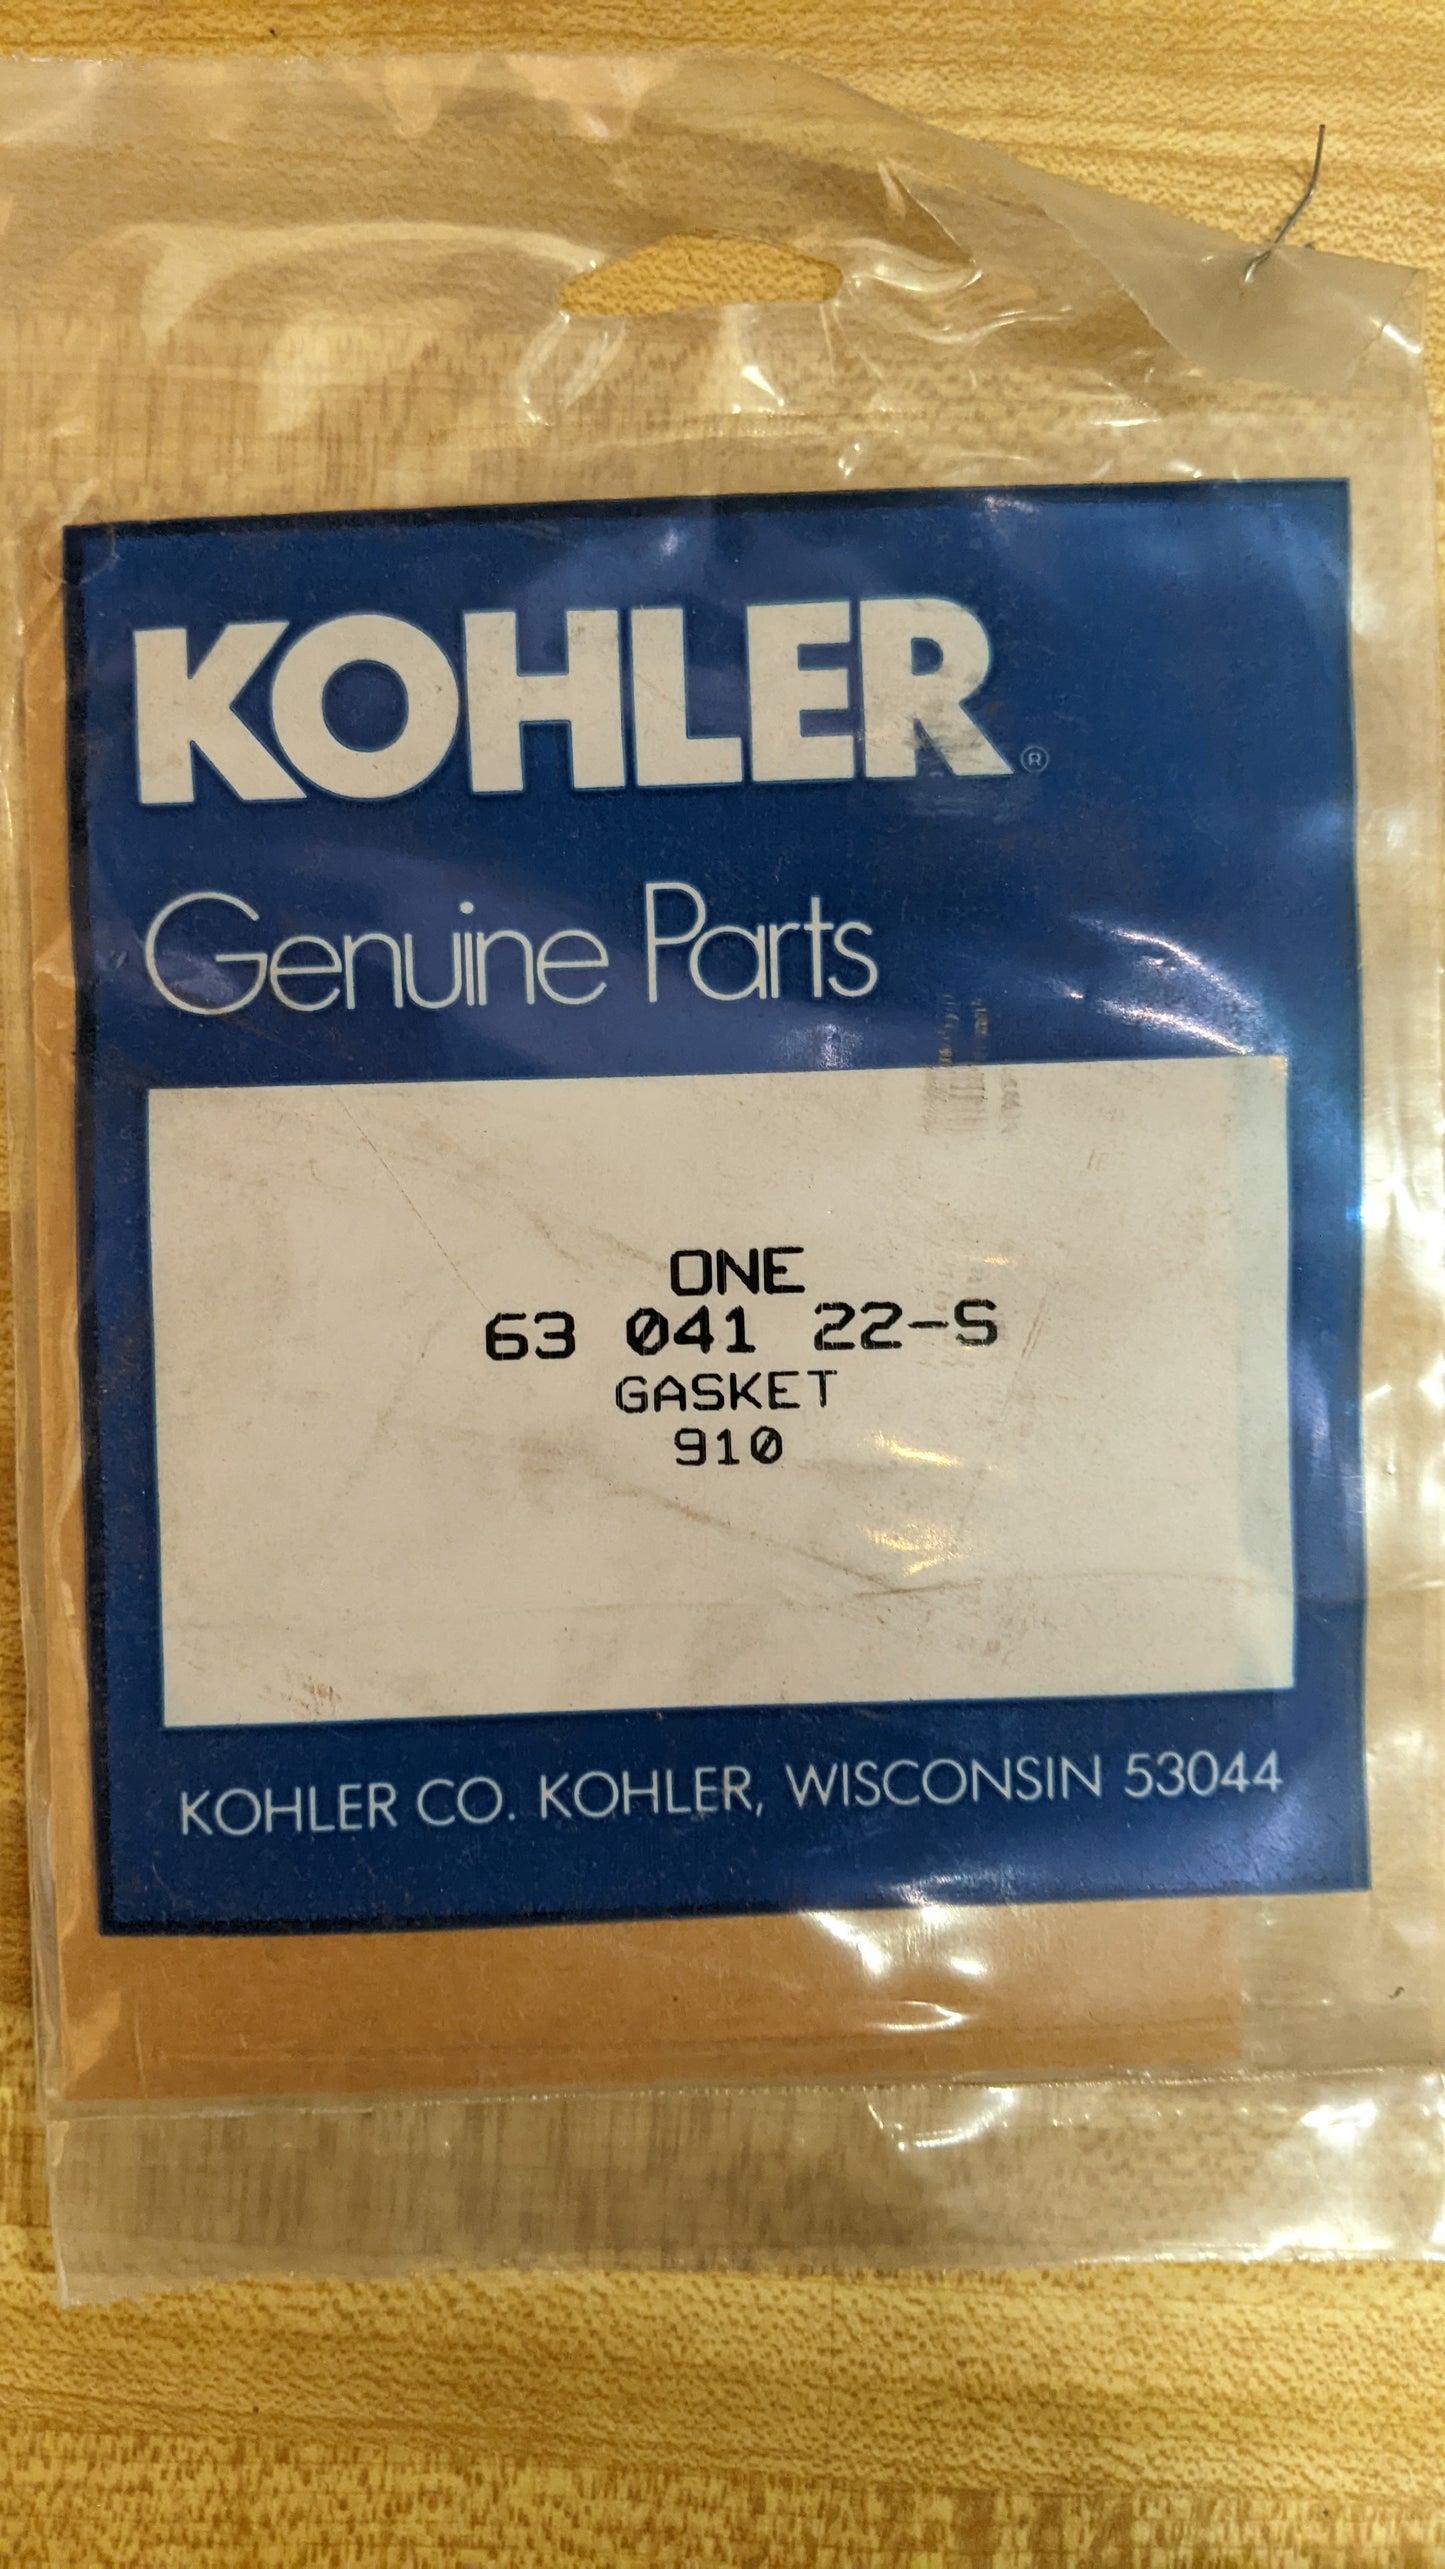 KOHLER®
Genuine Parts
ONE
63 041 22-S
GASKET
910
KOHLER CO. KOHLER, WISCONSIN 53044